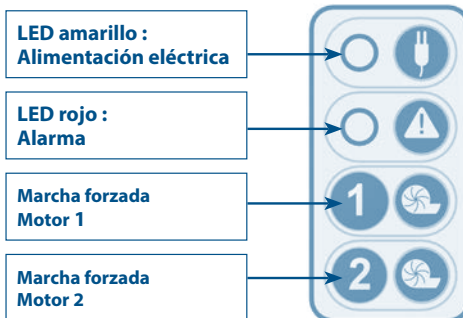 LED amarillo :
Alimentación eléctrica
LED rojo :
Alarma
Marcha forzada
Motor 1
1
Marcha forzada
Motor 2
2